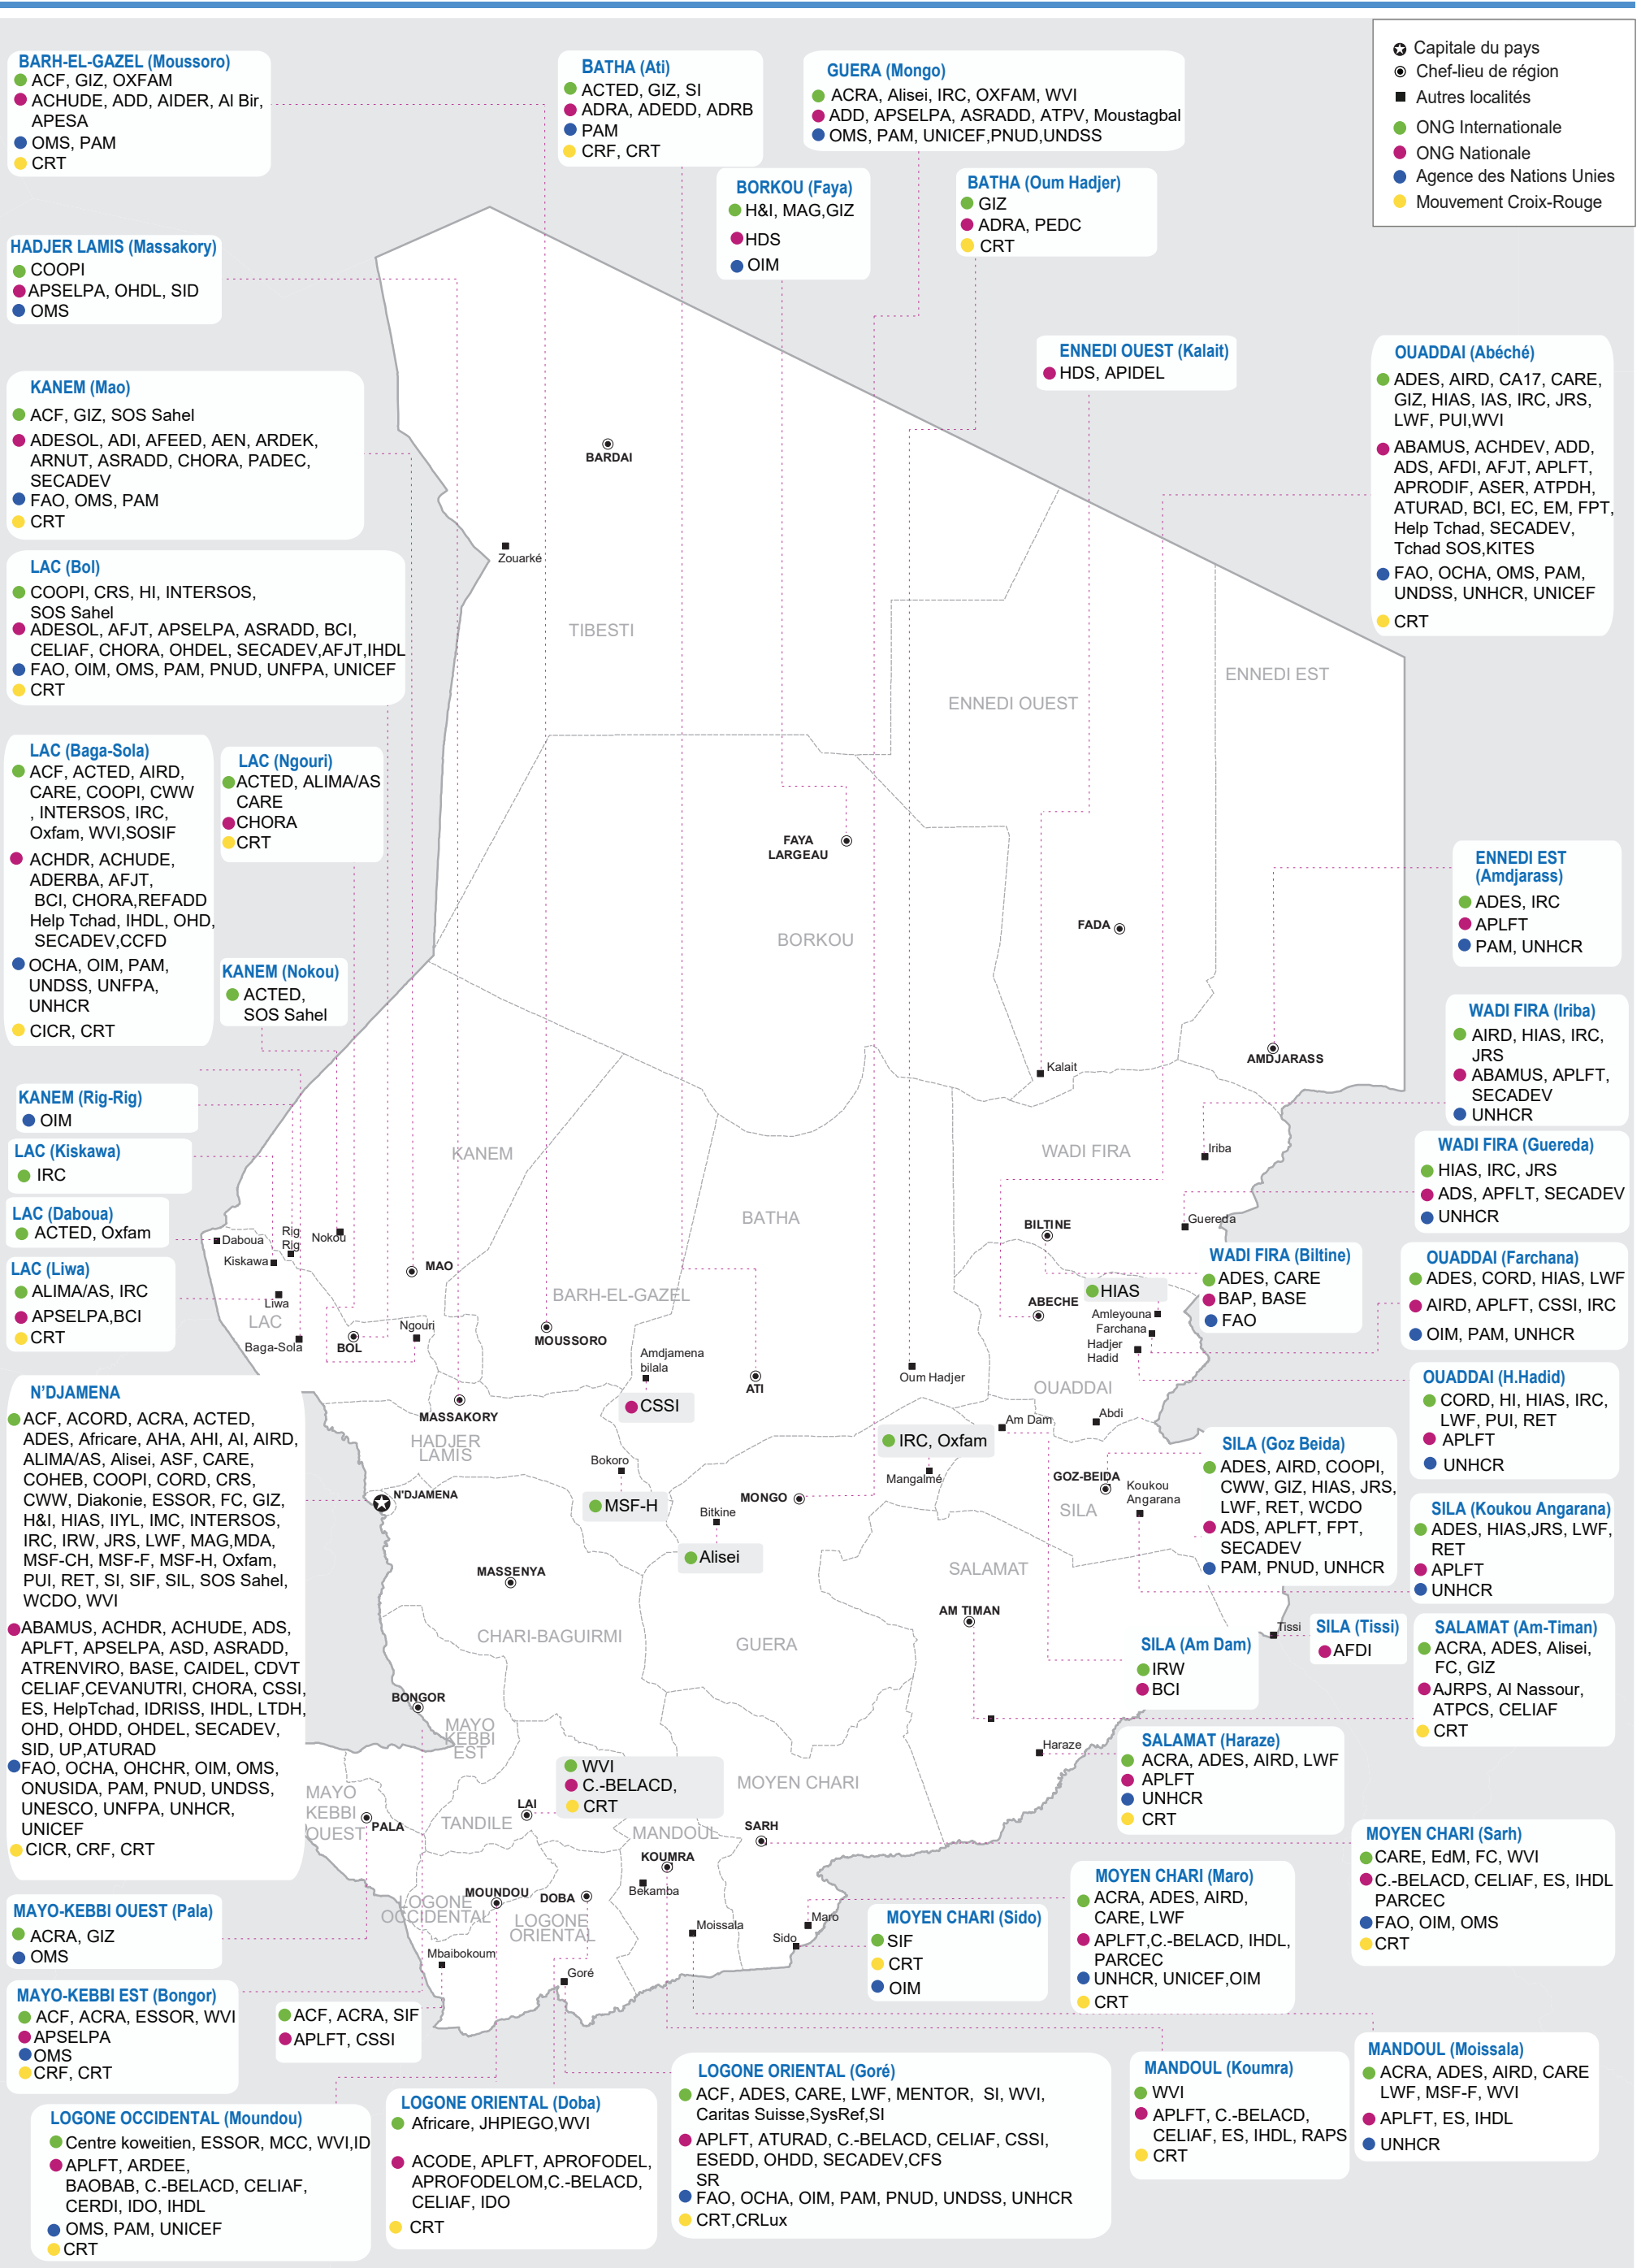 Capitale du pays
Chef-lieu de région
Autres localités
ONG Internationale
ONG Nationale
Agence des Nations Unies
Mouvement Croix-Rouge
BARH-EL-GAZEL (Moussoro)
ACF, GIZ, OXFAM
ACHUDE, ADD, AIDER, Al Bir,
APESA
OMS, PAM
CRT
BATHA (Ati)
ACTED, GIZ, SI
ADRA, ADEDD, ADRB
PAM
CRF, CRT
GUERA (Mongo)
ACRA, Alisei, IRC, OXFAM, WVI
ADD, APSELPA, ASRADD, ATPV, Moustagbal
OMS, PAM, UNICEF,PNUD,UNDSS
BORKOU (Faya)
H&I, MAG,GIZ
HDS
OIM
BATHA (Oum Hadjer)
GIZ
ADRA, PEDC
CRT
HADJER LAMIS (Massakory)
COOPI
APSELPA, OHDL, SID
OMS
ENNEDI OUEST (Kalait)
HDS, APIDEL
OUADDAI (Abéché)
ADES, AIRD, CA17, CARE,
GIZ, HIAS, IAS, IRC, JRS,
LWF, PUI,WVI
ABAMUS, ACHDEV, ADD,
ADS, AFDI, AFJT, APLFT,
APRODIF, ASER, ATPDH,
ATURAD, BCI, EC, EM, FPT,
Help Tchad, SECADEV,
Tchad SOS,KITES
FAO, OCHA, OMS, PAM,
UNDSS, UNHCR, UNICEF
CRT
KANEM (Mao)
ACF, GIZ, SOS Sahel
ADESOL, ADI, AFEED, AEN, ARDEK,
ARNUT, ASRADD, CHORA, PADEC,
SECADEV
FAO, OMS, PAM
CRT
LAC (Bol)
COOPI, CRS, HI, INTERSOS,
SOS Sahel
ADESOL, AFJT, APSELPA, ASRADD, BCI,
CELIAF, CHORA, OHDEL, SECADEV,AFJT,IHDL
FAO, OIM, OMS, PAM, PNUD, UNFPA, UNICEF
CRT
LAC (Baga-Sola)
ACF, ACTED, AIRD,
CARE, COOPI, CWW
, INTERSOS, IRC,
Oxfam, WVI,SOSIF
ACHDR, ACHUDE,
ADERBA, AFJT,
BCI, CHORA,REFADD
Help Tchad, IHDL, OHD,
SECADEV,CCFD
OCHA, OIM, PAM,
UNDSS, UNFPA,
UNHCR
CICR, CRT
LAC (Ngouri)
ACTED, ALIMA/AS
CARE
CHORA
CRT
KANEM (Nokou)
ACTED,
SOS Sahel
KANEM (Rig-Rig)
OIM
LAC (Kiskawa)
IRC
LAC (Daboua)
ACTED, Oxfam
LAC (Liwa)
ALIMA/AS, IRC
APSELPA,BCI
CRT
N'DJAMENA
ACF, ACORD, ACRA, ACTED,
ADES, Africare, AHA, AHI, AI, AIRD,
ALIMA/AS, Alisei, ASF, CARE,
COHEB, COOPI, CORD, CRS,
CWW, Diakonie, ESSOR, FC, GIZ,
H&I, HIAS, IIYL, IMC, INTERSOS,
IRC, IRW, JRS, LWF, MAG,MDA,
MSF-CH, MSF-F, MSF-H, Oxfam,
PUI, RET, SI, SIF, SIL, SOS Sahel,
WCDO, WVI
ABAMUS, ACHDR, ACHUDE, ADS,
APLFT, APSELPA, ASD, ASRADD,
ATRENVIRO, BASE, CAIDEL, CDVT
CELIAF,CEVANUTRI, CHORA, CSSI,
ES, HelpTchad, IDRISS, IHDL, LTDH,
OHD, OHDD, OHDEL, SECADEV,
SID, UP,ATURAD
FAO, OCHA, OHCHR, OIM, OMS,
ONUSIDA, PAM, PNUD, UNDSS,
UNESCO, UNFPA, UNHCR,
UNICEF
CICR, CRF, CRT
MAYO-KEBBI OUEST (Pala)
ACRA, GIZ
OMS
MAYO-KEBBI EST (Bongor)
ACF, ACRA, ESSOR, WVI
APSELPA
OMS
CRF, CRT
ACF, ACRA, SIF
APLFT, CSSI
LOGONE OCCIDENTAL (Moundou)
Centre koweitien, ESSOR, MCC, WVI,ID
APLFT, ARDEE,
BAOBAB, C.-BELACD, CELIAF,
CERDI, IDO, IHDL
OMS, PAM, UNICEF
CRT
LOGONE ORIENTAL (Doba)
Africare, JHPIEGO,WVI
ACODE, APLFT, APROFODEL,
APROFODELOM,C.-BELACD,
CELIAF, IDO
CRT
LOGONE ORIENTAL (Goré)
ACF, ADES, CARE, LWF, MENTOR, SI, WVI,
Caritas Suisse,SysRef,SI
APLFT, ATURAD, C.-BELACD, CELIAF, CSSI,
ESEDD, OHDD, SECADEV,CFS
SR
FAO, OCHA, OIM, PAM, PNUD, UNDSS, UNHCR
CRT,CRLux
MANDOUL (Koumra)
WVI
APLFT, C.-BELACD,
CELIAF, ES, IHDL, RAPS
CRT
MANDOUL (Moissala)
ACRA, ADES, AIRD, CARE
LWF, MSF-F, WVI
APLFT, ES, IHDL
UNHCR
MOYEN CHARI (Sido)
SIF
CRT
OIM
MOYEN CHARI (Maro)
ACRA, ADES, AIRD,
CARE, LWF
APLFT,C.-BELACD, IHDL,
PARCEC
UNHCR, UNICEF,OIM
CRT
MOYEN CHARI (Sarh)
CARE, EdM, FC, WVI
C.-BELACD, CELIAF, ES, IHDL
PARCEC
FAO, OIM, OMS
CRT
SALAMAT (Haraze)
ACRA, ADES, AIRD, LWF
APLFT
UNHCR
CRT
SALAMAT (Am-Timan)
ACRA, ADES, Alisei,
FC, GIZ
AJRPS, Al Nassour,
ATPCS, CELIAF
CRT
SILA (Tissi)
AFDI
SILA (Am Dam)
IRW
BCI
SILA (Koukou Angarana)
ADES, HIAS,JRS, LWF,
RET
APLFT
UNHCR
SILA (Goz Beida)
ADES, AIRD, COOPI,
CWW, GIZ, HIAS, JRS,
LWF, RET, WCDO
ADS, APLFT, FPT,
SECADEV
PAM, PNUD, UNHCR
OUADDAI (H.Hadid)
CORD, HI, HIAS, IRC,
LWF, PUI, RET
APLFT
UNHCR
OUADDAI (Farchana)
ADES, CORD, HIAS, LWF
AIRD, APLFT, CSSI, IRC
OIM, PAM, UNHCR
WADI FIRA (Biltine)
ADES, CARE
BAP, BASE
FAO
WADI FIRA (Guereda)
HIAS, IRC, JRS
ADS, APFLT, SECADEV
UNHCR
WADI FIRA (Iriba)
AIRD, HIAS, IRC,
JRS
ABAMUS, APLFT,
SECADEV
UNHCR
ENNEDI EST
(Amdjarass)
ADES, IRC
APLFT
PAM, UNHCR
BARDAI
Zouarké
TIBESTI
ENNEDI EST
ENNEDI OUEST
FAYA
LARGEAU
FADA
BORKOU
AMDJARASS
Kalait
Iriba
WADI FIRA
KANEM
BATHA
Guereda
BILTINE
Daboua
Rig
Rig
Nokou
Kiskawa
MAO
Liwa
LAC
Baga-Sola
BOL
Ngouri
BARH-EL-GAZEL
MOUSSORO
HIAS
ABECHE
Amleyouna
Farchana
Hadjer
Hadid
Amdjamena
bilala
CSSI
ATI
Oum Hadjer
OUADDAI
Abdi
Am Dam
MASSAKORY
HADJER
LAMIS
Bokoro
MSF-H
IRC, Oxfam
Mangalmé
GOZ-BEIDA
Koukou
Angarana
SILA
N'DJAMENA
MONGO
Bitkine
Alisei
MASSENYA
SALAMAT
AM TIMAN
Tissi
CHARI-BAGUIRMI
GUERA
BONGOR
MAYO
KEBBI
EST
Haraze
WVI
C.-BELACD,
CRT
MOYEN CHARI
MAYO
KEBBI
OUEST
PALA
TANDILE
LAI
MANDOUL
SARH
KOUMRA
Bekamba
MOUNDOU
DOBA
LOGONE
OCCIDENTAL
LOGONE
ORIENTAL
Moissala
Maro
Sido
Mbaibokoum
Goré